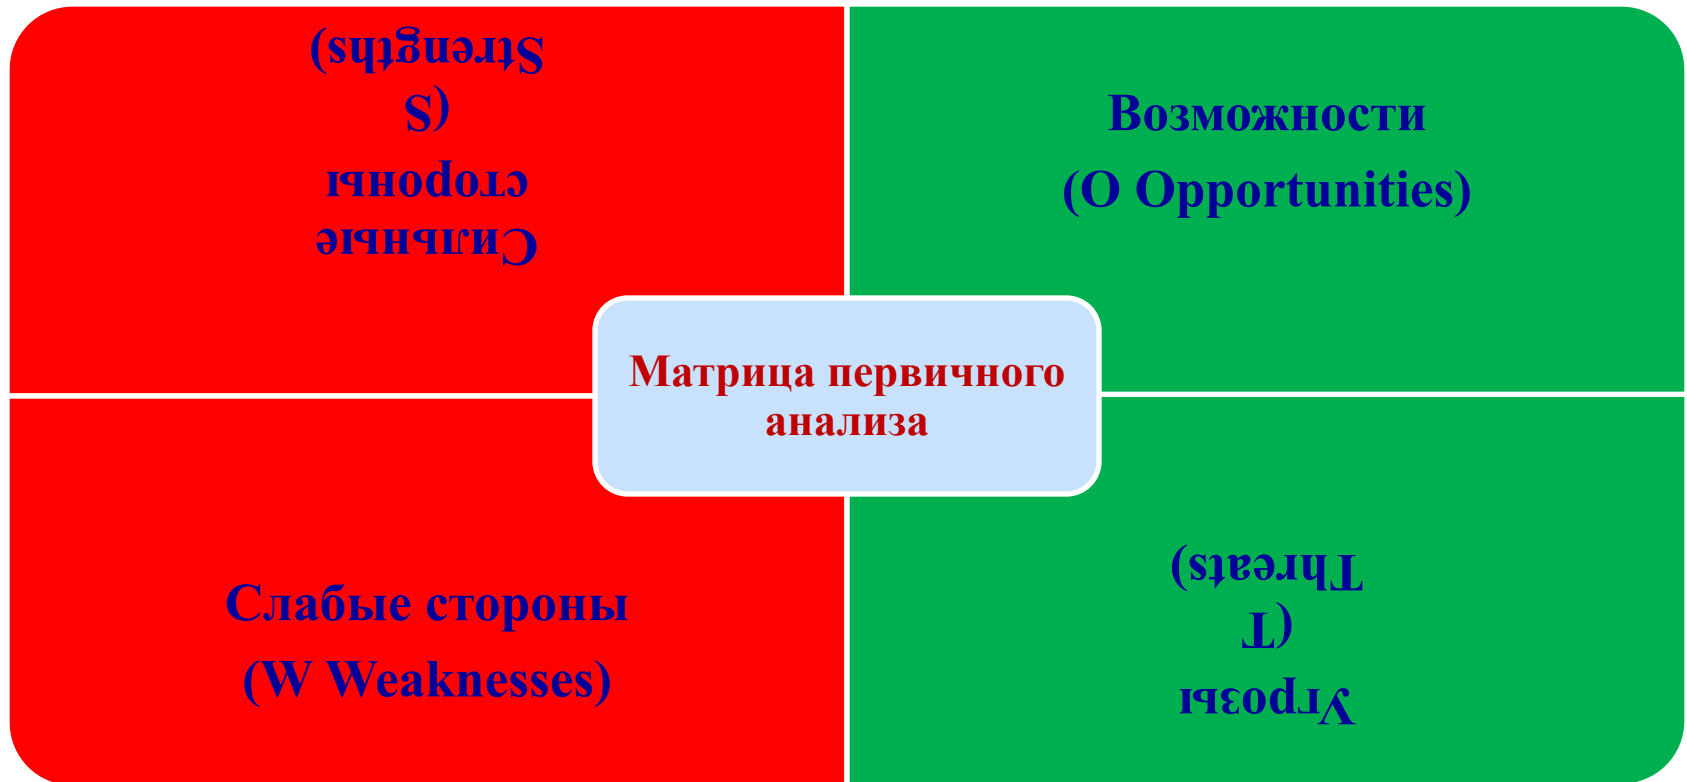 Сильные
стороны
(S
Strengths)
Возможности
(O Opportunities)
Матрица первичного
анализа
Слабые стороны
(W Weaknesses)
Угрозы
(T
Threats)